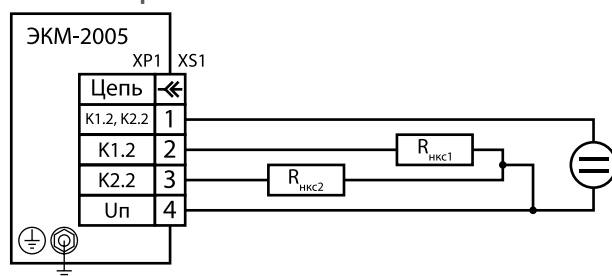 ЭКМ-2005
XP1 XS1
Цепь
К1.2, К2.2 1
К1.2 2
К2.2 3
Uп 4
Rнкс1
Rнкс2